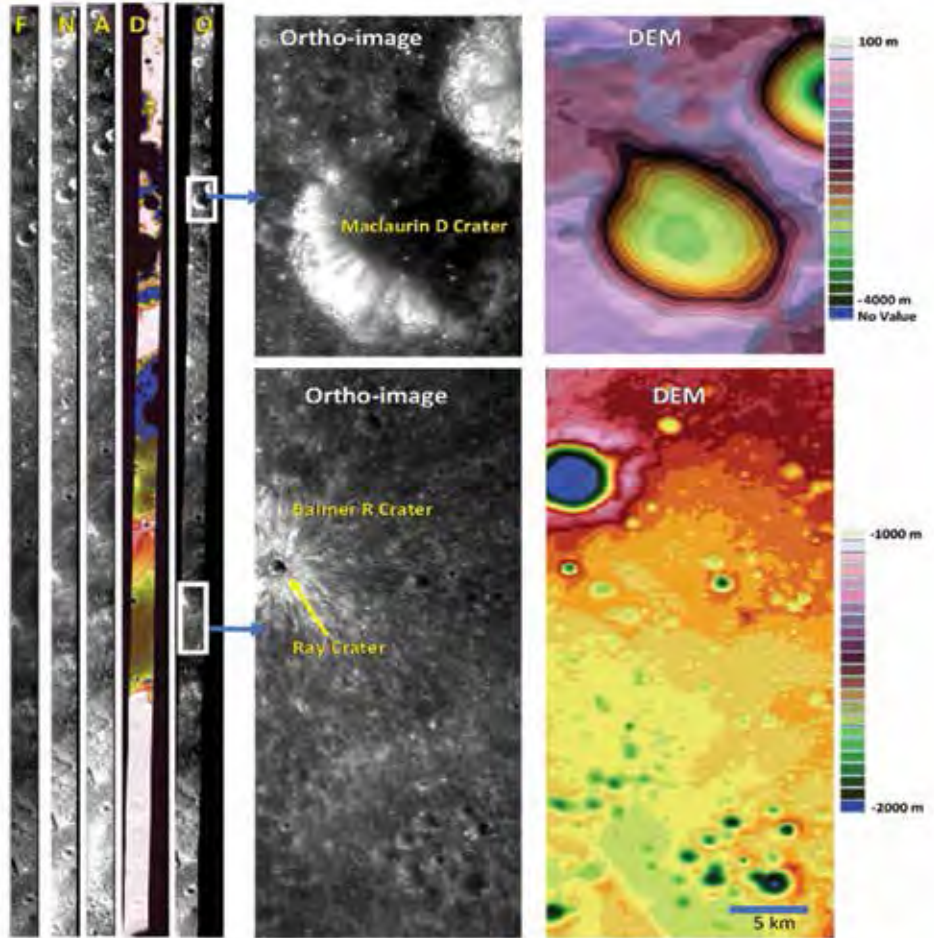 F N A D O
Ortho-image
DEM
100 m
Maclaurin D Crater
-4000 m
No Value
Ortho-image
DEM
Balmer R Crater
Ray Crater
-1000 m
-2000 m
5 km